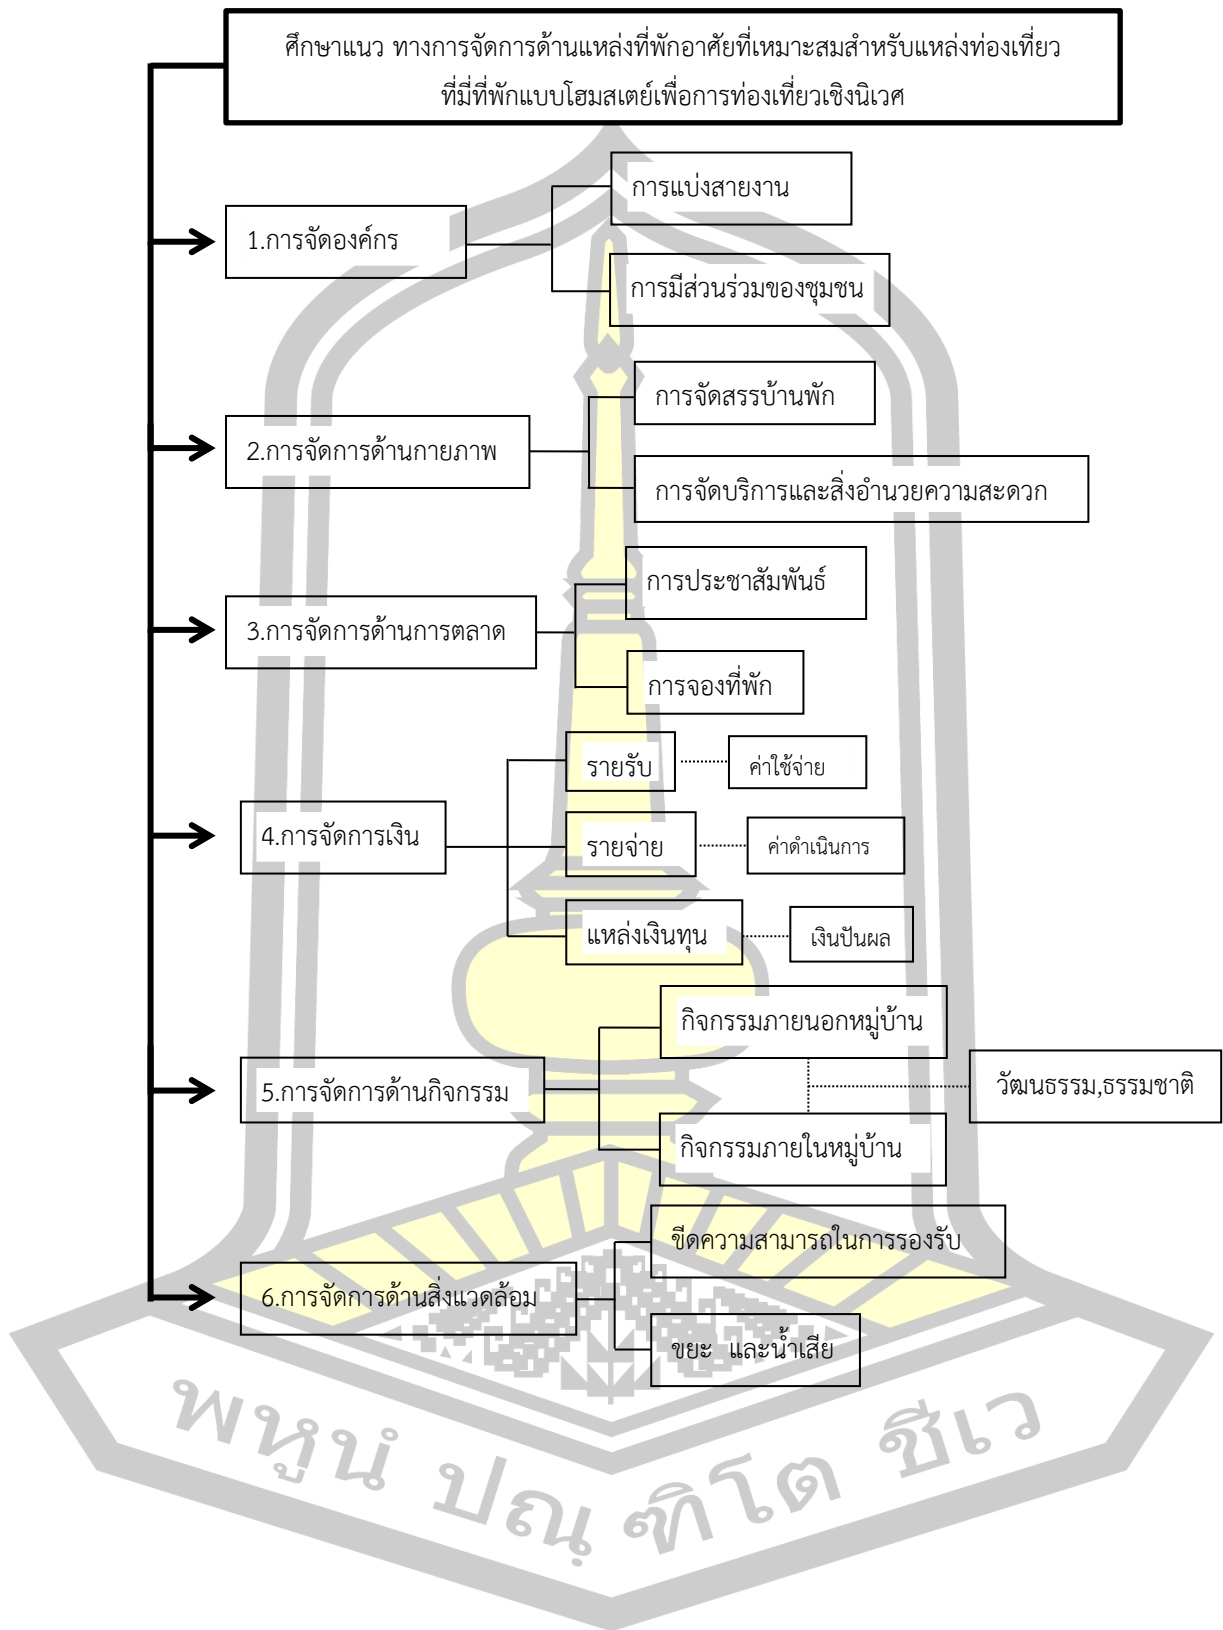 ศึกษาแนว ทางการจัดการด้านแหล่งที่พักอาศัยที่เหมาะสมสำหรับแหล่งท่องเที่ยว
ที่มี่ที่พักแบบโฮมสเตย์เพื่อการท่องเที่ยวเชิงนิเวศ
การแบ่งสายงาน
1.การจัดองค์กร
การมีส่วนร่วมของชุมชน
การจัดสรรบ้านพัก
2.การจัดการด้านกายภาพ
การจัดบริการและสิ่งอำนวยความสะดวก
การประชาสัมพันธ์
3.การจัดการด้านการตลาด
การจองที่พัก
รายรับ
ค่าใช้จ่าย
4.การจัดการเงิน
รายจ่าย
ค่าดำเนินการ
แหล่งเงินทุน
เงินปันผล
กิจกรรมภายนอกหมู่บ้าน
5.การจัดการด้านกิจกรรม
วัฒนธรรม,ธรรมชาติ
กิจกรรมภายในหมู่บ้าน
ขีดความสามารถในการรองรับ
6.การจัดการด้านสิ่งแวดล้อม
ขยะ และน้ำเสีย
พหูนํ ปณฺฑิโต ชีเว